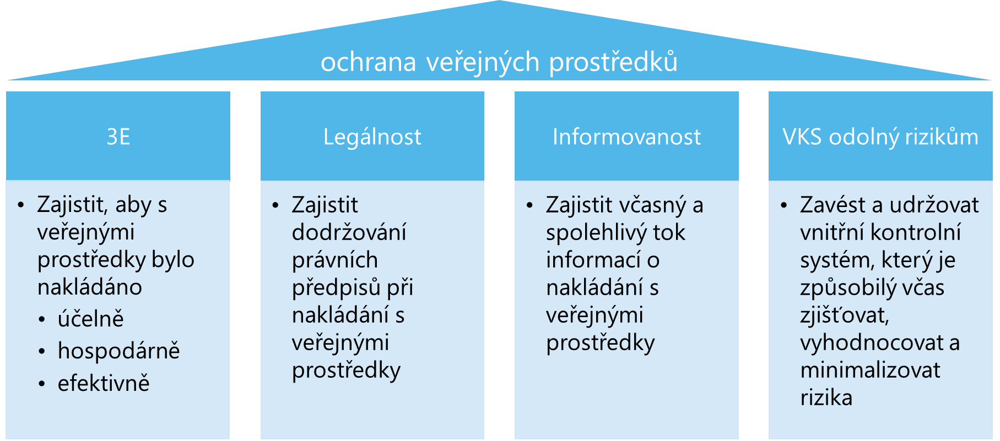 ochrana veřejných prostředků
3E
• Zajistit, aby s
veřejnými
prostředky bylo
nakládáno
• účelně
• hospodárně
• efektivně
Legálnost
• Zajistit
dodržování
právních
předpisů při
nakládání s
veřejnými
prostředky
Informovanost
• Zajistit včasný a
spolehlivý tok
informací o
nakládání s
veřejnými
prostředky
VKS odolný rizikům
• Zavést a udržovat
vnitřní kontrolní
systém, který je
způsobilý včas
zjišťovat,
vyhodnocovat a
minimalizovat
rizika